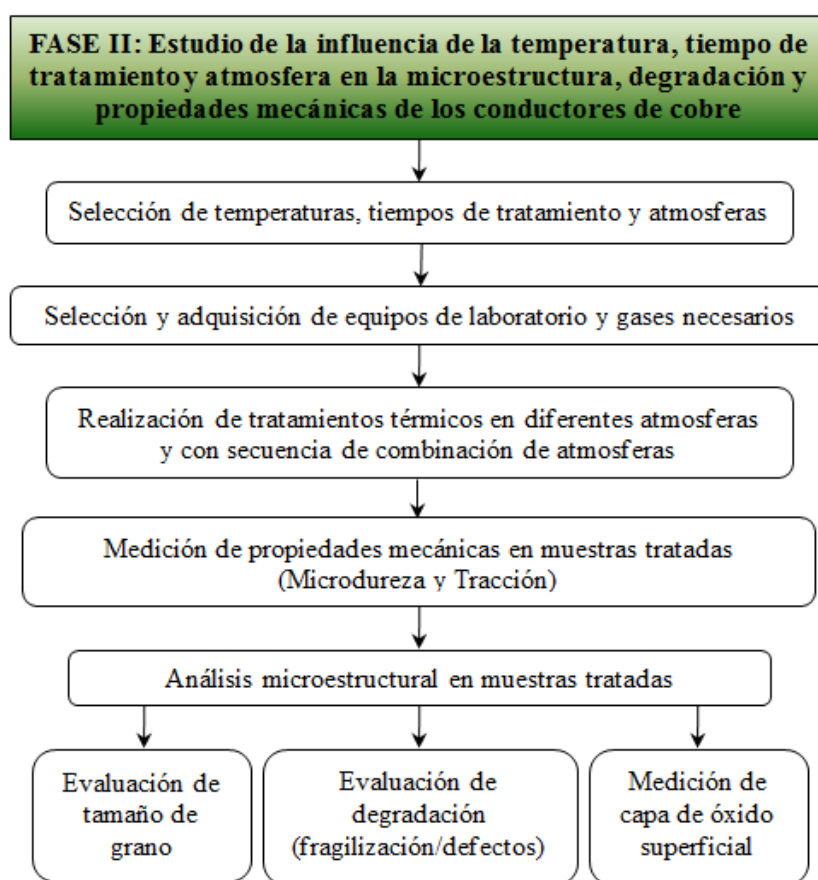 FASE II: Estudio de la influencia de la temperatura, tiempo de
tratamiento y atmosfera en la microestructura, degradación y
propiedades mecánicas de los conductores de cobre
Selección de temperaturas, tiempos de tratamiento y atmosferas
Selección y adquisición de equipos de laboratorio y gases necesarios
Realización de tratamientos térmicos en diferentes atmosferas
y con secuencia de combinación de atmosferas
Medición de propiedades mecánicas en muestras tratadas
(Microdureza y Tracción)
Análisis microestructural en muestras tratadas
Evaluación de
tamaño de
grano
Evaluación de
degradación
(fragilización/defectos)
Medición de
capa de óxido
superficial